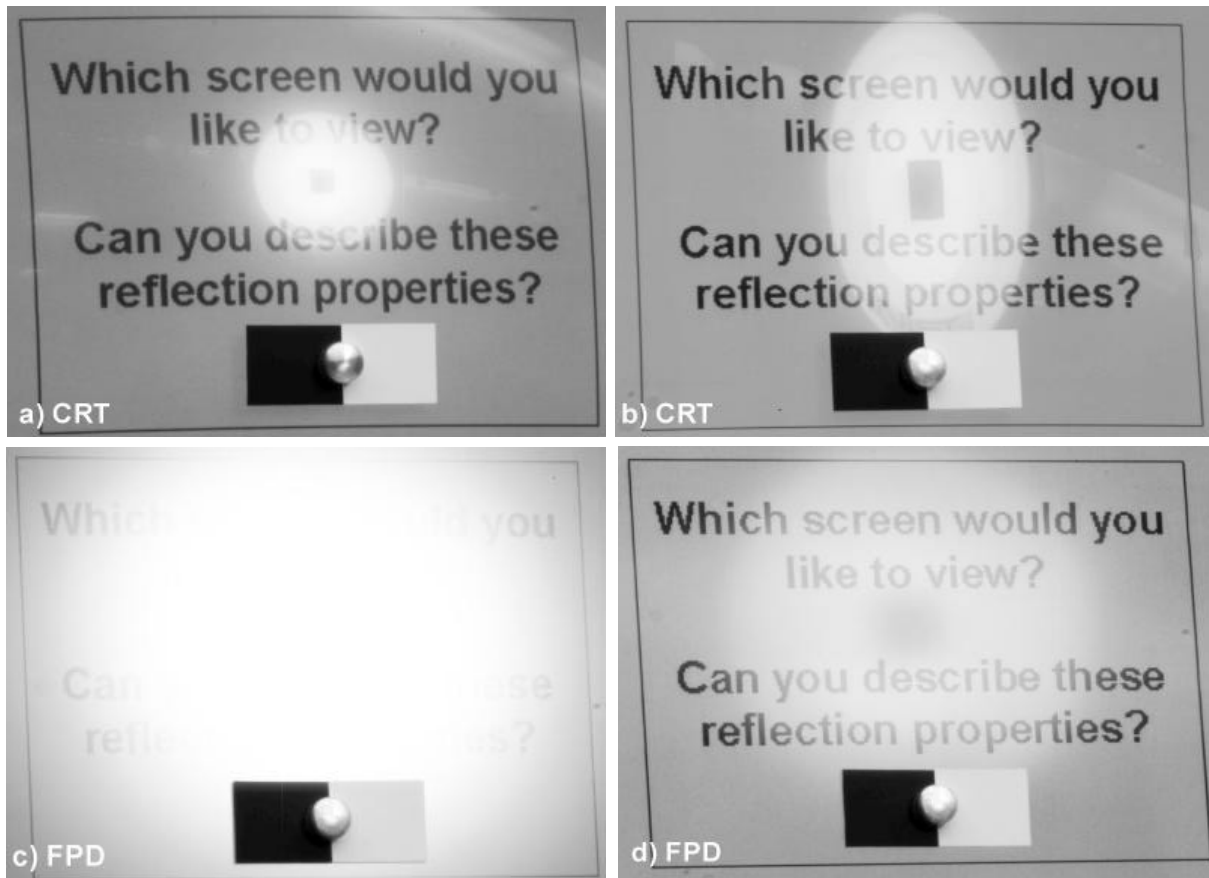 Which screen would you
like to view?
Can you describe these
reflection properties?
a) CRT
Which screen would you
like to view?
Can you describe these
reflection properties?
b) CRT
Which you
Can
c) FPD
Which screen would you
like to view?
Can you describe these
reflection properties?
d) FPD